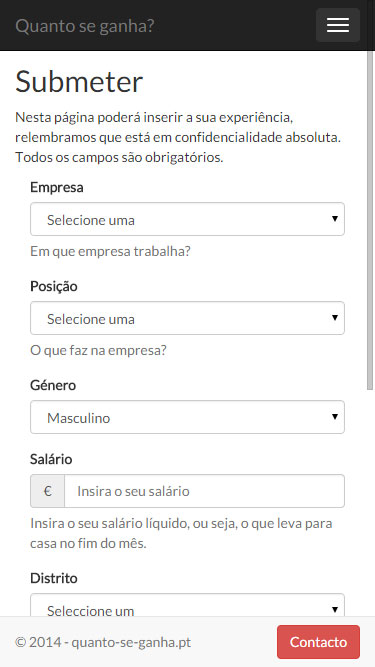 Quanto se ganha?
Submeter
Nesta página poderá inserir a sua experiência,
relembramos que está em confidencialidade absoluta.
Todos os campos são obrigatórios.
Empresa
Selecione uma
Em que empresa trabalha?
Posição
Selecione uma
O que faz na empresa?
Género
Masculino
Salário
€ Insira o seu salário
Insira o seu salário líquido, ou seja, o que leva para
casa no fim do mês.
Distrito
Seleccione um
© 2014 - quanto-se-ganha.pt
Contacto